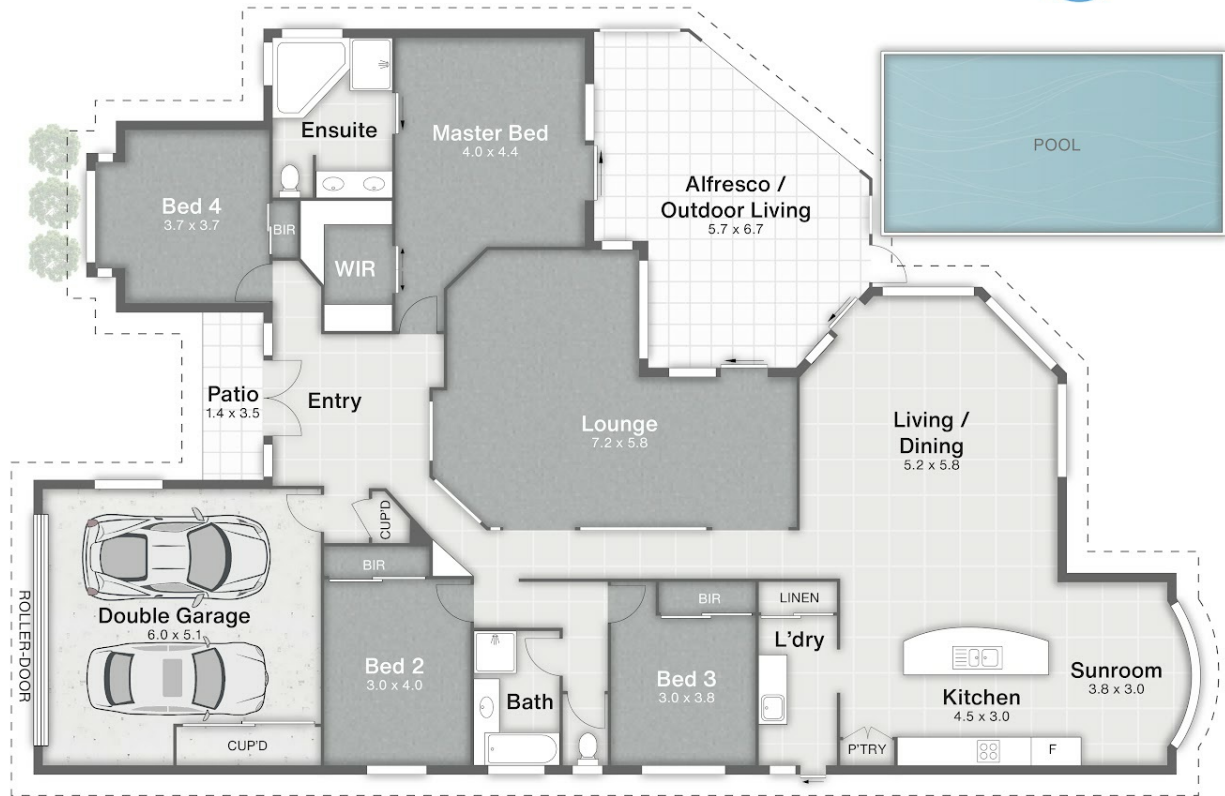 Ensuite
Master Bed
4.0 x 4.4
POOL
Bed 4
3.7 x 3.7
BIR
WIR
Alfresco /
Outdoor Living
5.7 x 6.7
Patio
1.4 x 3.5
Entry
Lounge
7.2 x 5.8
Living /
Dining
5.2 x 5.8
CUP'D
BIR
ROLLER-DOOR
Double Garage
6.0 x 5.1
CUP'D
Bed 2
3.0 x 4.0
Bath
BIR
Bed 3
3.0 x 3.8
LINEN
L'dry
Kitchen
4.5 x 3.0
P'TRY
F
Sunroom
3.8 x 3.0